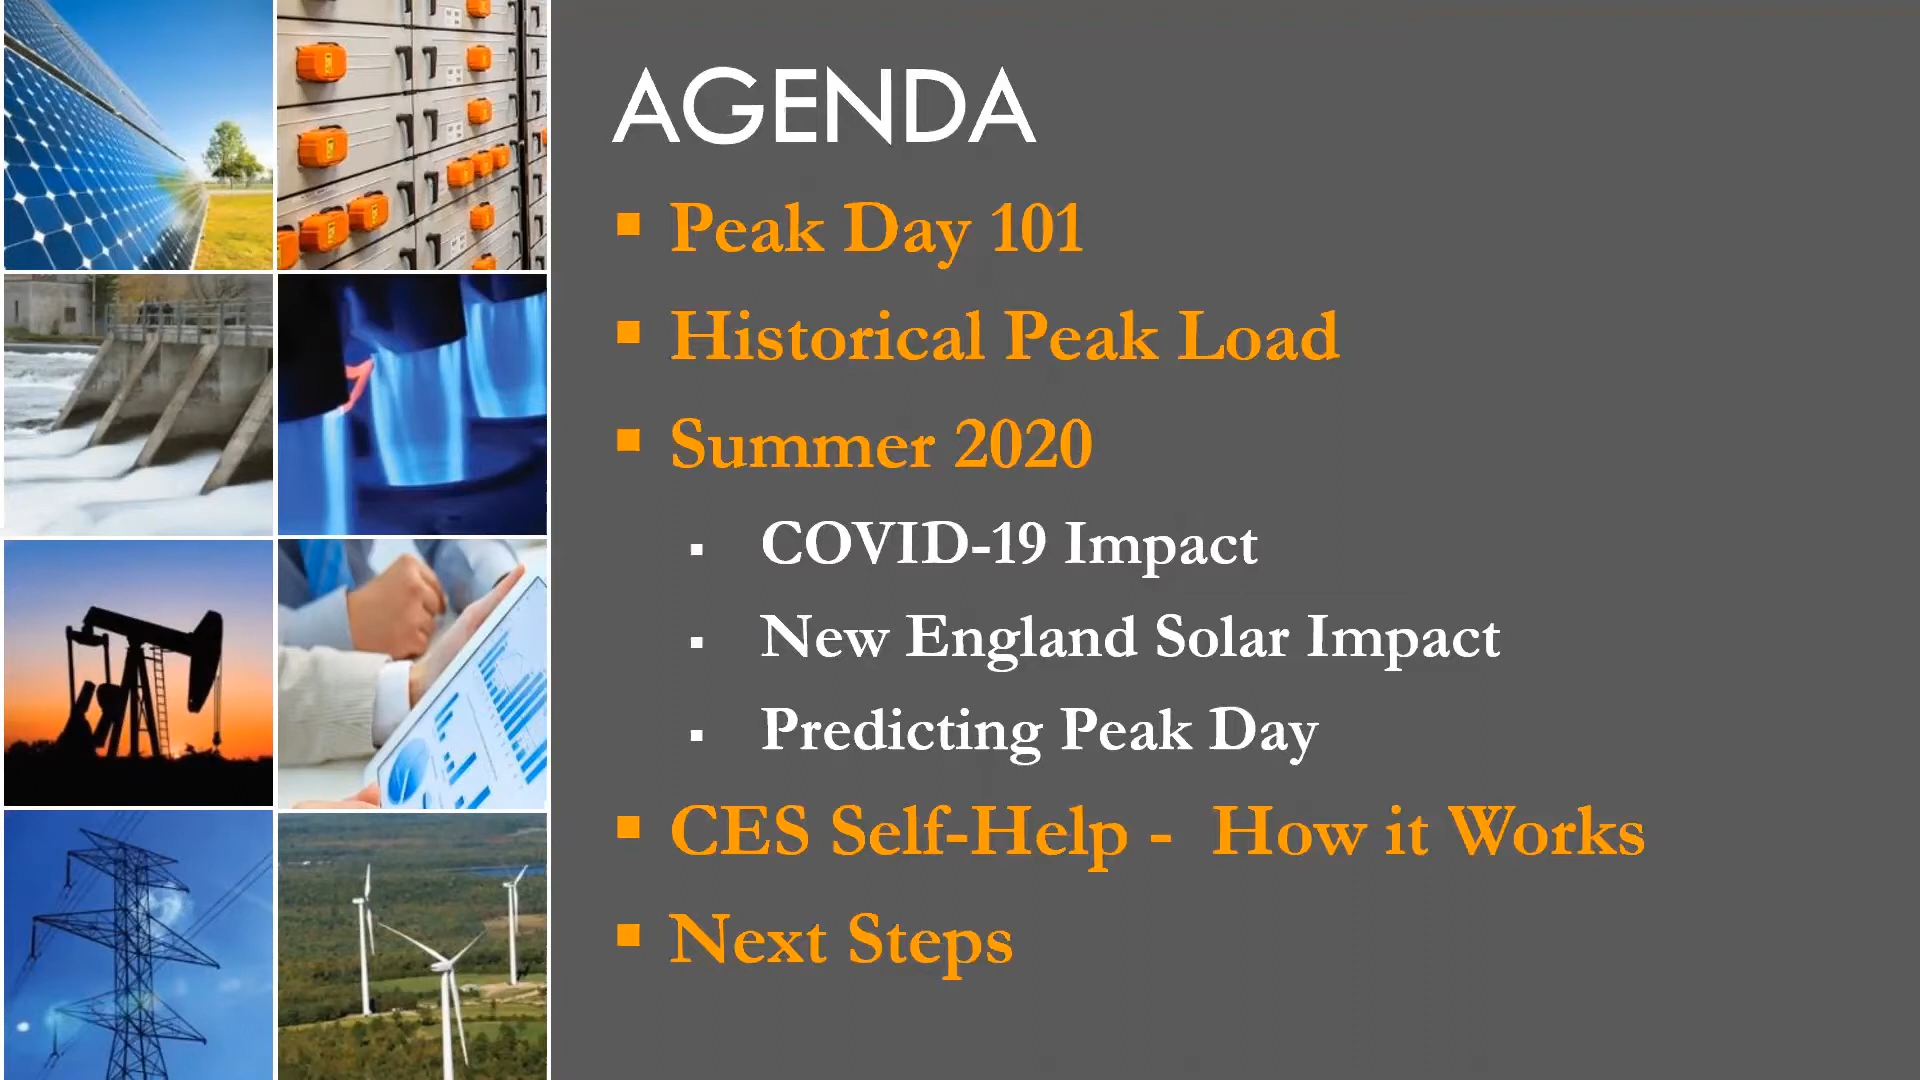 AGENDA
▪ Peak Day 101
▪ Historical Peak Load
▪ Summer 2020
▪ COVID-19 Impact
▪ New England Solar Impact
▪ Predicting Peak Day
▪ CES Self-Help - How it Works
▪ Next Steps